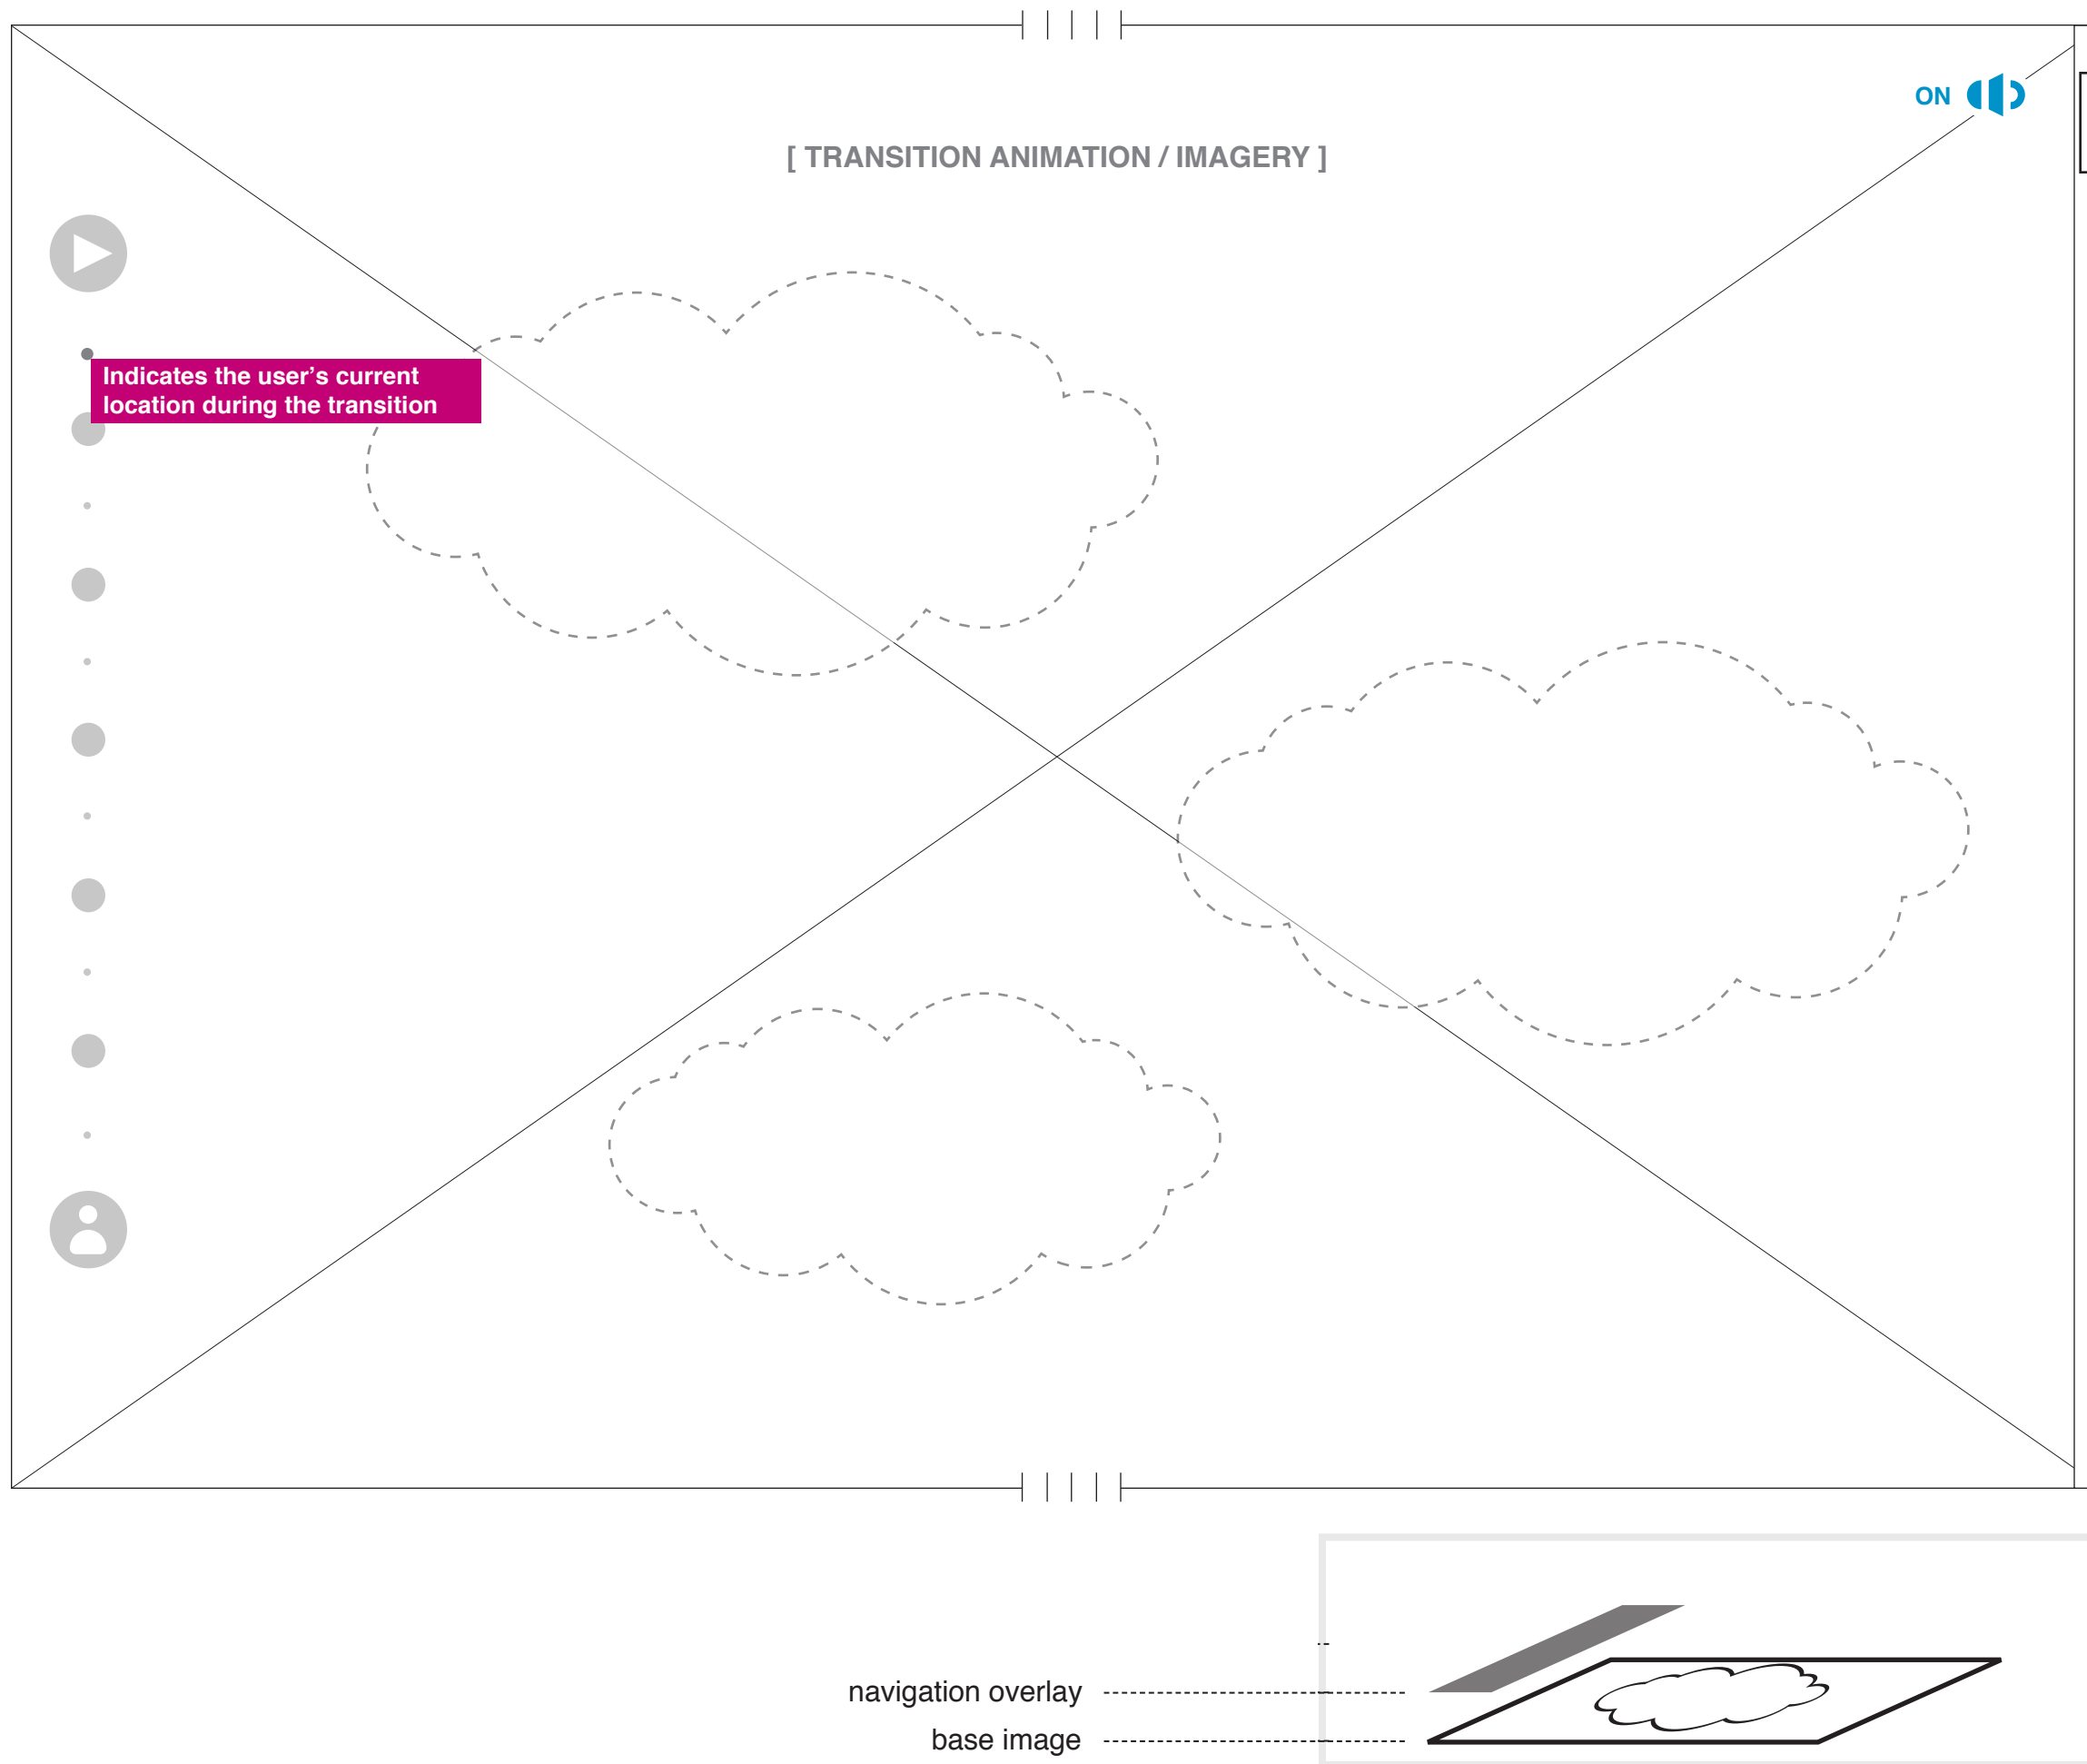 ON
[ TRANSITION ANIMATION / IMAGERY ]
Indicates the user’s current
location during the transition
navigation overlay
base image